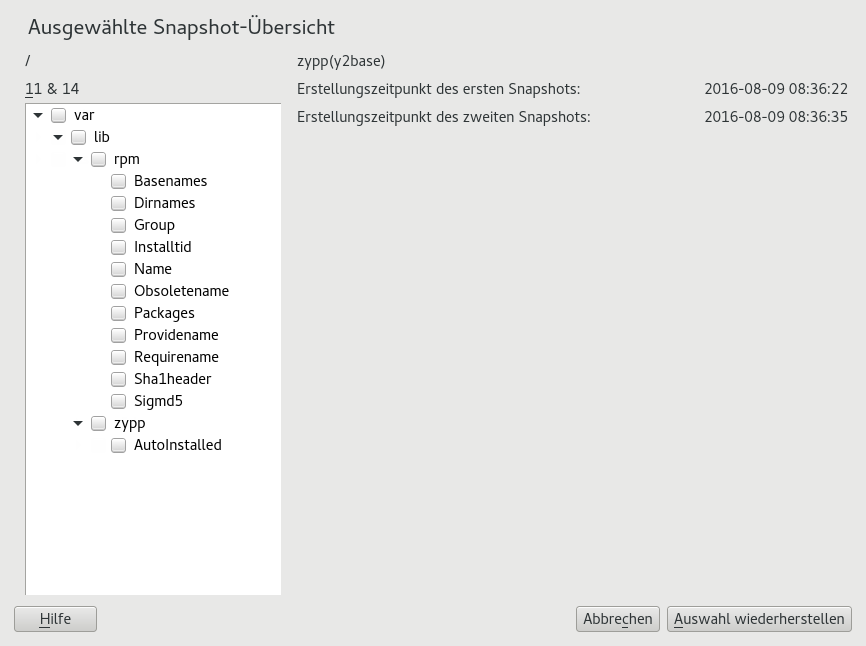 Ausgewählte Snapshot-Übersicht
/
zypp(y2base)
11 & 14
Erstellungszeitpunkt des ersten Snapshots: 2016-08-09 08:36:22
Erstellungszeitpunkt des zweiten Snapshots: 2016-08-09 08:36:35
var
lib
rpm
Basenames
Dirnames
Group
Installtid
Name
Obsoletename
Packages
Providename
Requirename
Sha1header
Sigmd5
zypp
AutoInstalled
Hilfe
Abbrechen
Auswahl wiederherstellen